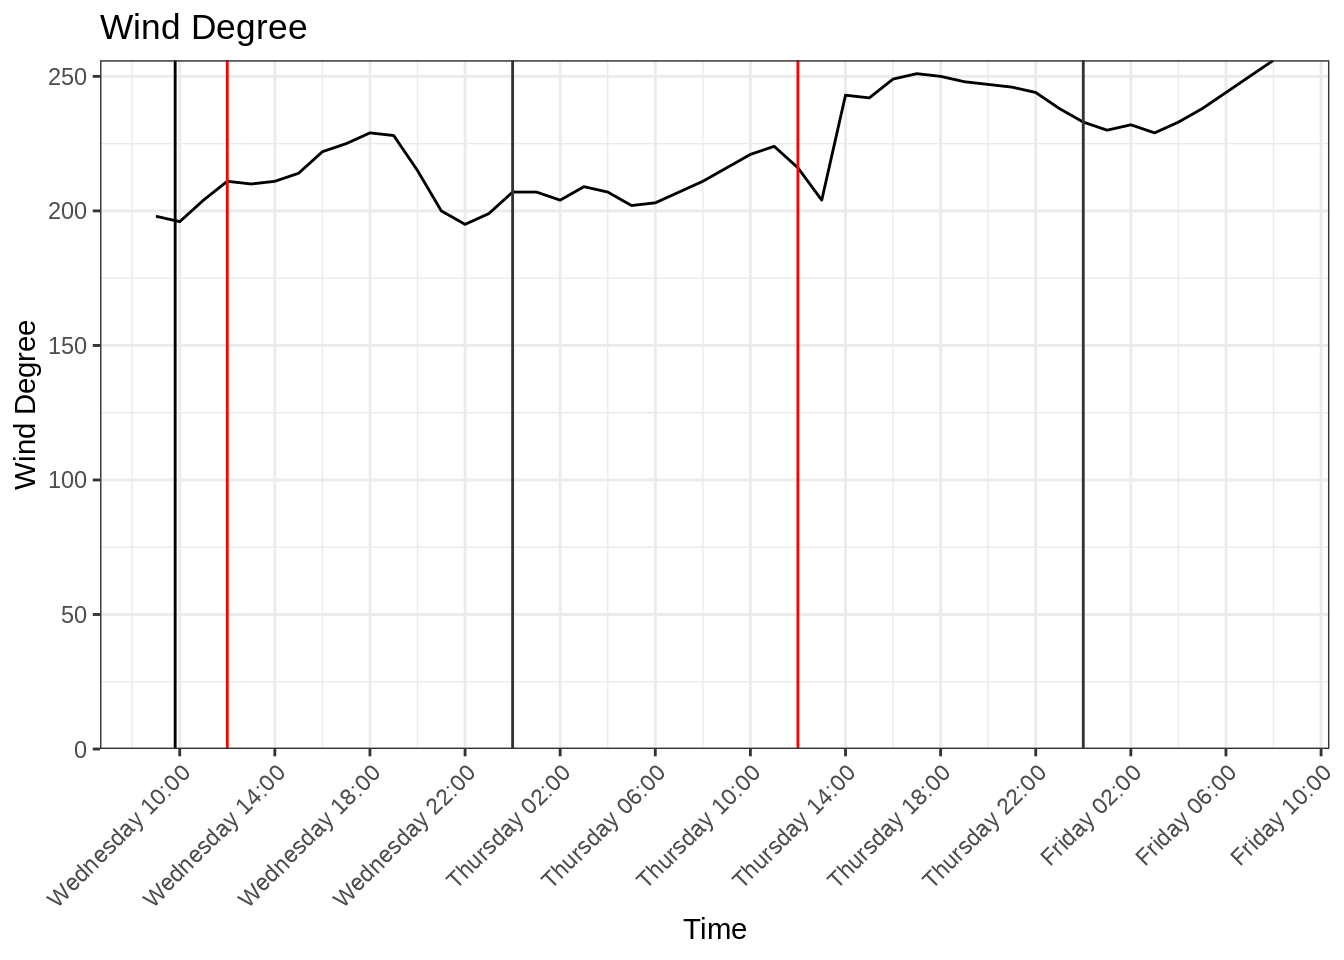 Wind Degree
Wind Degree
250
200
150
100
50
0
Wednesday 10:00
Wednesday 14:00
Wednesday 18:00
Wednesday 22:00
Thursday 02:00
Thursday 06:00
Thursday 10:00
Thursday 14:00
Thursday 18:00
Thursday 22:00
Friday 02:00
Friday 06:00
Friday 10:00
Time